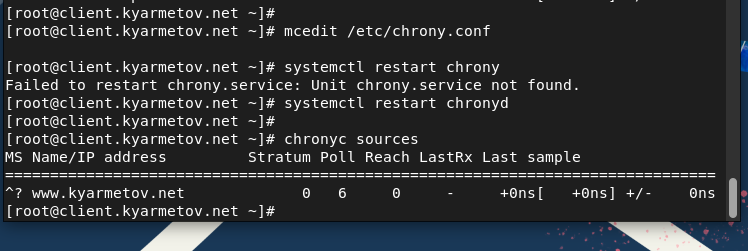 [root@client.kyarmetov.net ~]#
[root@client.kyarmetov.net ~]# mcedit /etc/chrony.conf
[root@client.kyarmetov.net ~]# systemctl restart chrony
Failed to restart chrony.service: Unit chrony.service not found.
[root@client.kyarmetov.net ~]# systemctl restart chronyd
[root@client.kyarmetov.net ~]#
[root@client.kyarmetov.net ~]# chronyc sources
MS Name/IP address         Stratum Poll Reach LastRx Last sample
===============================================================================
^? www.kyarmetov.net             0   6     0     -     +0ns[   +0ns] +/-    0ns
[root@client.kyarmetov.net ~]#